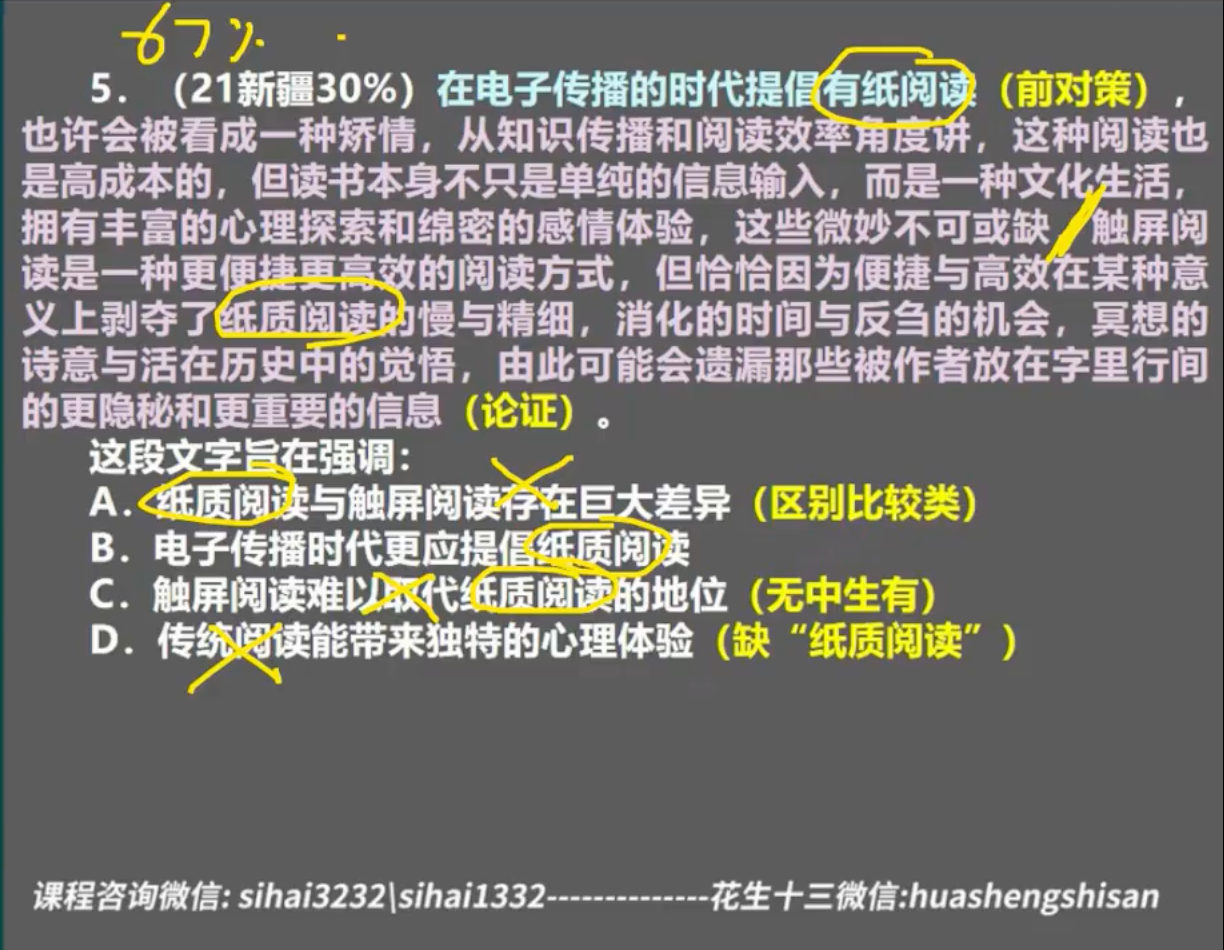 67%.
5. （21新疆30%）在电子传播的时代提倡有纸阅读（前对策），
也许会被看成一种矫情，从知识传播和阅读效率角度讲，这种阅读也
是高成本的，但读书本身不只是单纯的信息输入，而是一种文化生活，
拥有丰富的心理探索和绵密的感情体验，这些微妙不可或缺，触屏阅
读是一种更便捷更高效的阅读方式，但恰恰因为便捷与高效在某种意
义上剥夺了纸质阅读的慢与精细，消化的时间与反刍的机会，冥想的
诗意与活在历史中的觉悟，由此可能会遗漏那些被作者放在字里行间
的更隐秘和更重要的信息（论证）。
这段文字旨在强调：
A. 纸质阅读与触屏阅读存在巨大差异（区别比较类）
B. 电子传播时代更应提倡纸质阅读
C. 触屏阅读难以取代纸质阅读的地位（无中生有）
D. 传统阅读能带来独特的心理体验（缺“纸质阅读”）
课程咨询微信: sihai3232\sihai1332--------------花生十三微信:huashengshisan